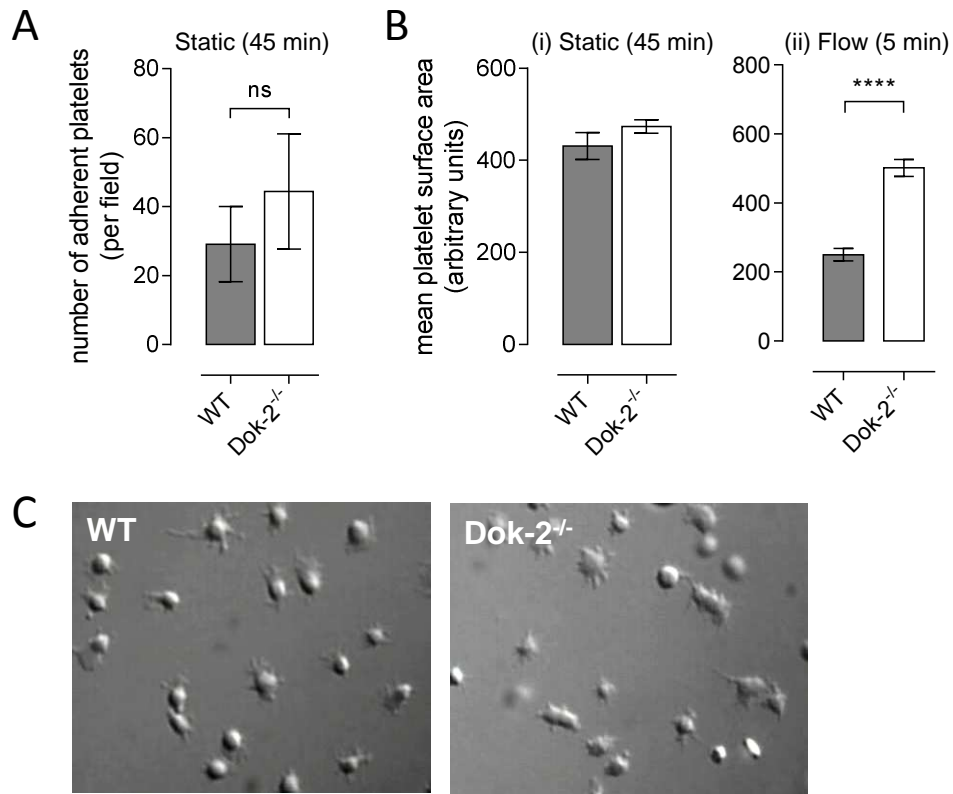 A
Static (45 min)
number of adherent platelets
(per field)
80
60
40
20
0
ns
WT
Dok-2⁻/⁻
B
(i) Static (45 min)
mean platelet surface area
(arbitrary units)
600
400
200
0
WT
Dok-2⁻/⁻
(ii) Flow (5 min)
800
600
400
200
0
****
WT
Dok-2⁻/⁻
C
WT
Dok-2⁻/⁻